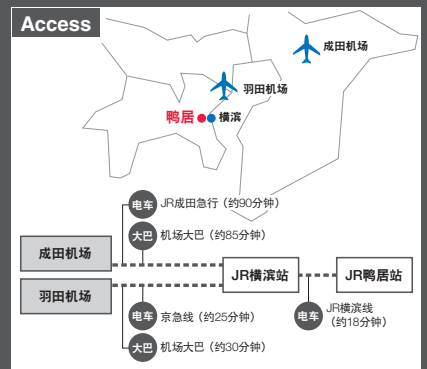 Access
成田机场
羽田机场
鸭居
横滨
电车
JR成田急行（约90分钟）
大巴
机场大巴（约85分钟）
成田机场
羽田机场
JR横滨站
JR鸭居站
电车
京急线（约25分钟）
电车
JR横滨线
（约18分钟）
大巴
机场大巴（约30分钟）